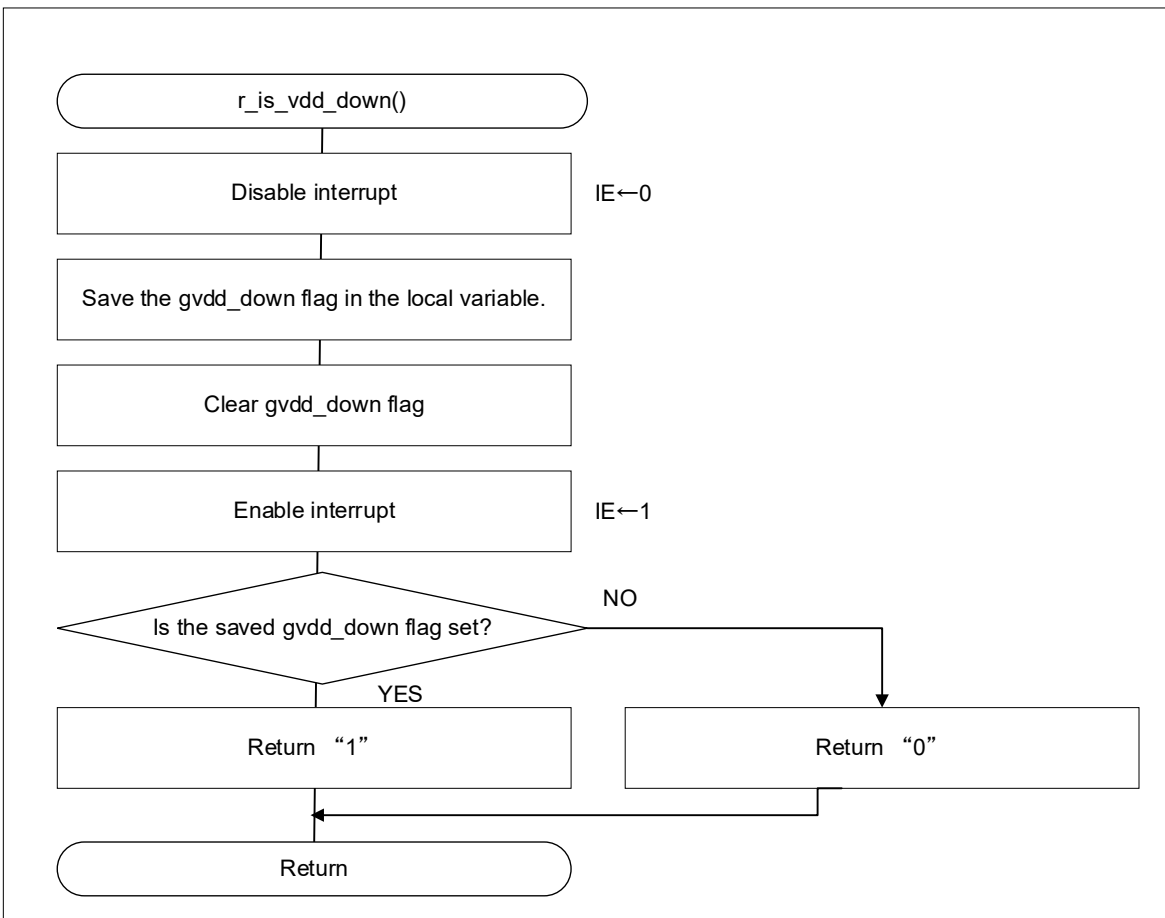 r_is_vdd_down()
Disable interrupt
IE←0
Save the gvdd_down flag in the local variable.
Clear gvdd_down flag
Enable interrupt
IE←1
NO
Is the saved gvdd_down flag set?
YES
Return “1”
Return “0”
Return